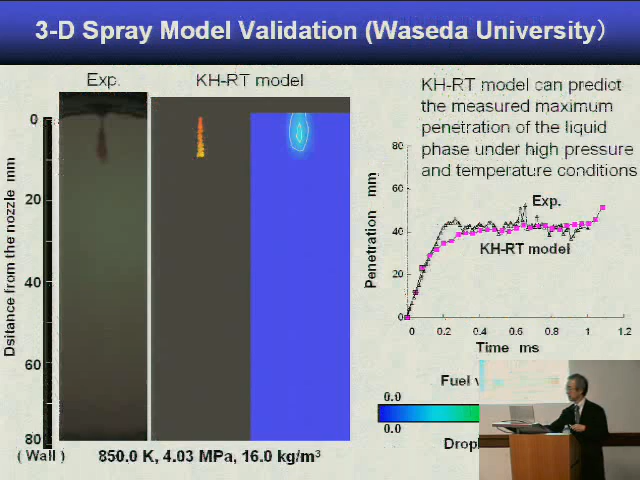 3-D Spray Model Validation (Waseda University)
Exp.
KH-RT model
KH-RT model can predict
the measured maximum
penetration of the liquid
phase under high pressure
and temperature conditions
Dsitance from the nozzle mm
0
20
40
60
80
( Wall )
850.0 K, 4.03 MPa, 16.0 kg/m³
Penetration mm
80
60
40
20
0
Exp.
KH-RT model
0 0.2 0.4 0.6 0.8 1 1.2
Time ms
Fuel
0.0
0.0